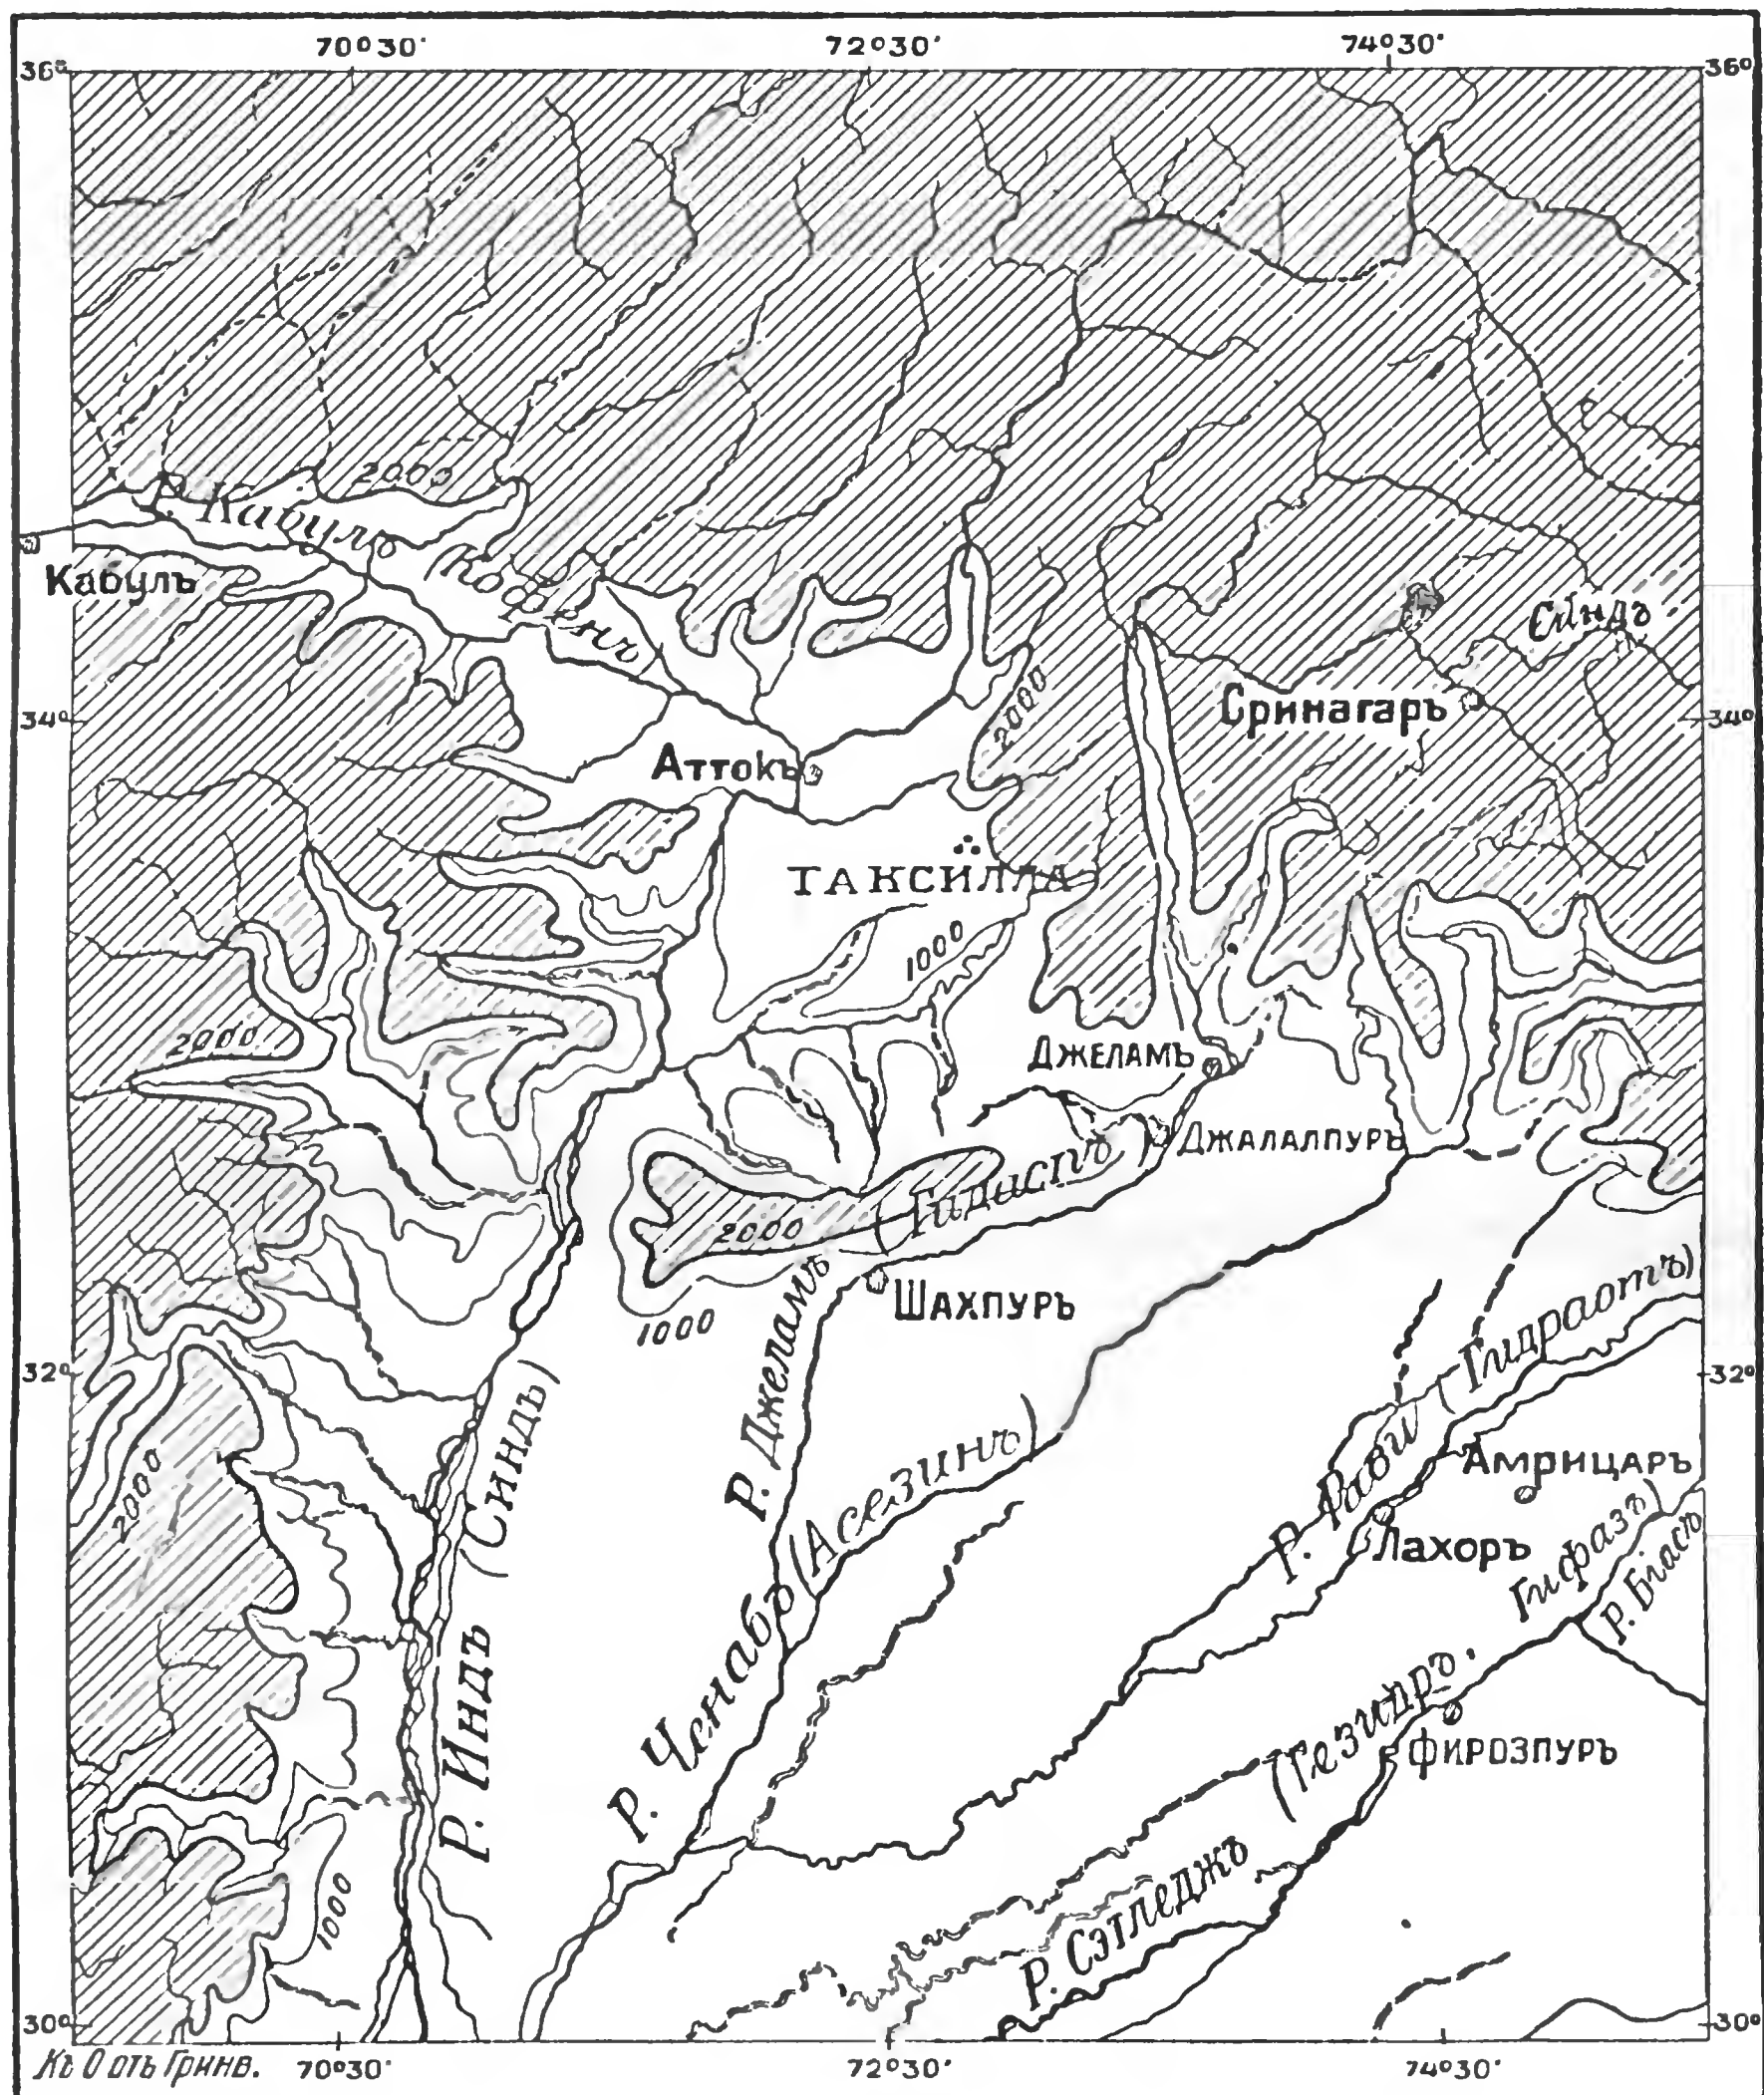 70°30' 72°30' 74°30'
36° 36°
2000
Р. Кабулъ (Кофенъ)
Кабулъ
Синдъ
2000
Сринагаръ
34° 34°
Аттокъ
ТАКСИЛЛА
1000
2000
ДЖЕЛАМЪ
ДЖАЛАЛПУРЪ
(Гидаспъ)
2000
Р. Джеламъ
ШАХПУРЪ
1000
(Гидраотъ)
32° 32°
(Синдъ)
(Асезинъ)
Р. Рави
АМРИЦАРЪ
2000
Лахоръ
Гифазъ)
Р. Біасъ
Р. Индъ
Р. Ченабъ
(Гезидръ.
ФИРОЗПУРЪ
Р. Сэтледжъ
1000
30° 30°
Къ О отъ Гринв. 70°30' 72°30' 74°30'